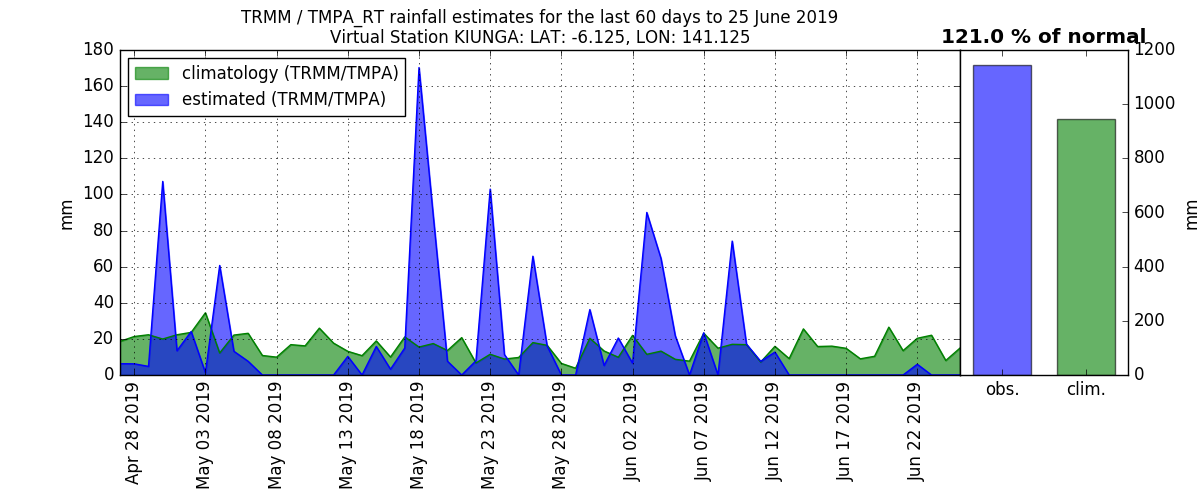 TRMM / TMPA_RT rainfall estimates for the last 60 days to 25 June 2019
Virtual Station KIUNGA: LAT: -6.125, LON: 141.125
121.0 % of normal
climatology (TRMM/TMPA)
estimated (TRMM/TMPA)
180
160
140
120
100
80
60
40
20
0
mm
Apr 28 2019
May 03 2019
May 08 2019
May 13 2019
May 18 2019
May 23 2019
May 28 2019
Jun 02 2019
Jun 07 2019
Jun 12 2019
Jun 17 2019
Jun 22 2019
1200
1000
800
600
400
200
0
mm
obs.
clim.